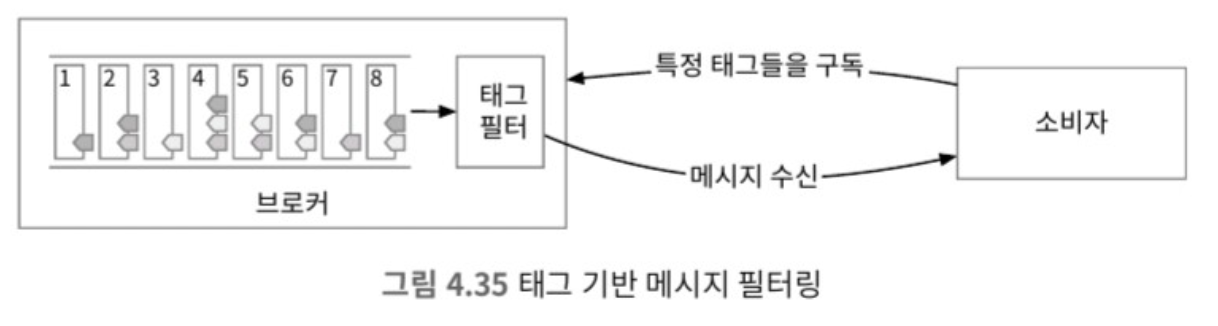 1 2 3 4 5 6 7 8
태그
필터
브로커
특정 태그들을 구독
메시지 수신
소비자
그림 4.35 태그 기반 메시지 필터링